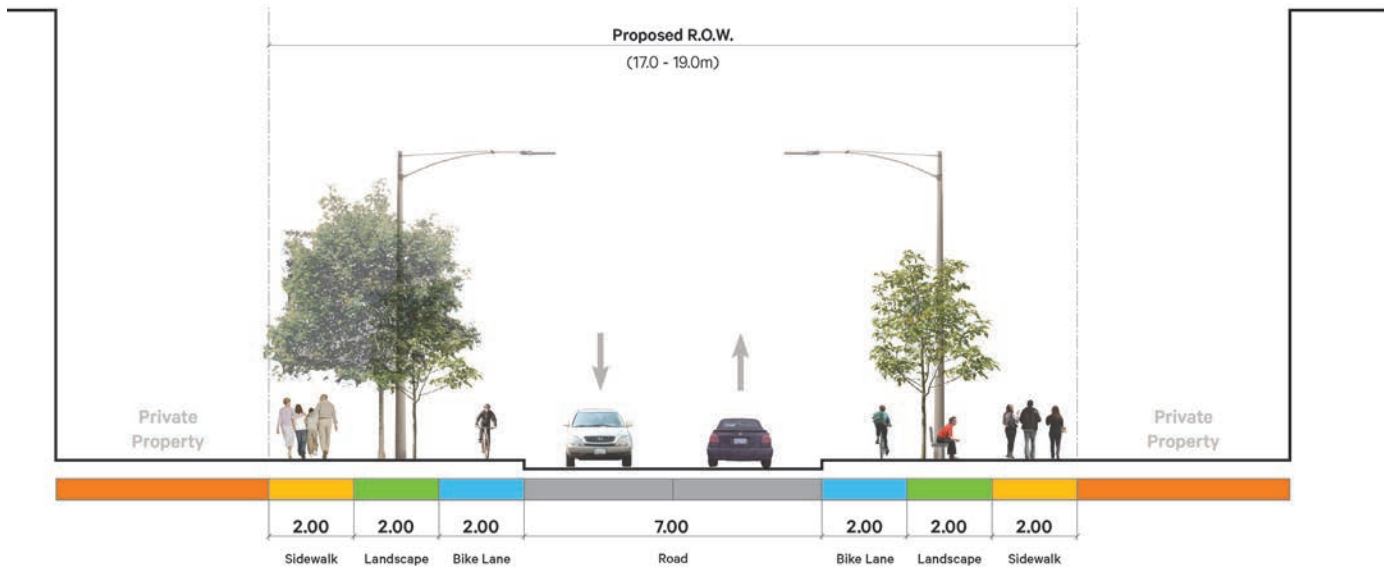 Proposed R.O.W.
(17.0 - 19.0m)
Private
Property
Private
Property
2.00
2.00
2.00
7.00
2.00
2.00
2.00
Sidewalk
Landscape
Bike Lane
Road
Bike Lane
Landscape
Sidewalk